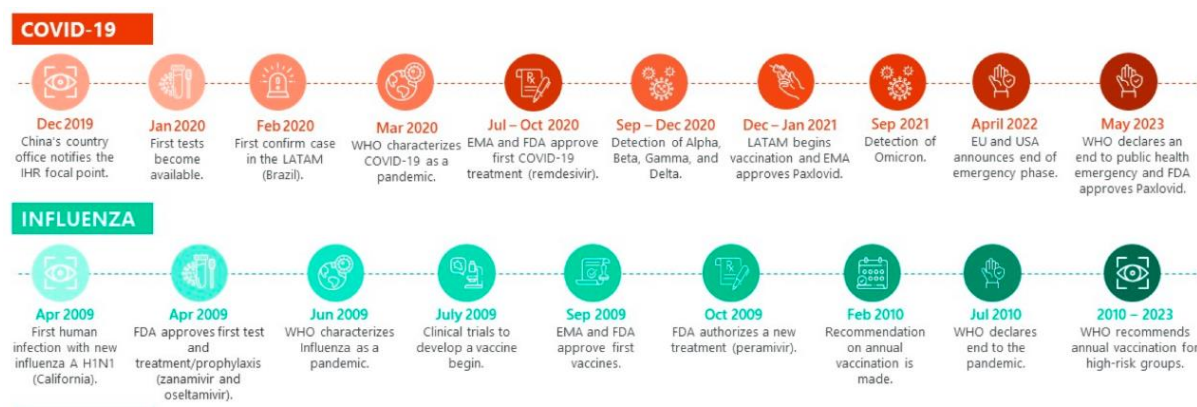 COVID-19
Dec 2019
China's country
office notifies the
IHR focal point.
Jan 2020
First tests
become
available.
Feb 2020
First confirm case
in the LATAM
(Brazil).
Mar 2020
WHO characterizes
COVID-19 as a
pandemic.
Jul – Oct 2020
EMA and FDA approve
first COVID-19
treatment (remdesivir).
Sep – Dec 2020
Detection of Alpha,
Beta, Gamma, and
Delta.
Dec – Jan 2021
LATAM begins
vaccination and EMA
approves Paxlovid.
Sep 2021
Detection of
Omicron.
April 2022
EU and USA
announces end of
emergency phase.
May 2023
WHO declares an
end to public health
emergency and FDA
approves Paxlovid.
INFLUENZA
Apr 2009
First human
infection with new
influenza A H1N1
(California).
Apr 2009
FDA approves first test
and
treatment/prophylaxis
(zanamivir and
oseltamivir).
Jun 2009
WHO characterizes
Influenza as a
pandemic.
July 2009
Clinical trials to
develop a vaccine
begin.
Sep 2009
EMA and FDA
approve first
vaccines.
Oct 2009
FDA authorizes a new
treatment (peramivir).
Feb 2010
Recommendation
on annual
vaccination is
made.
Jul 2010
WHO declares
end to the
pandemic.
2010 – 2023
WHO recommends
annual vaccination for
high-risk groups.